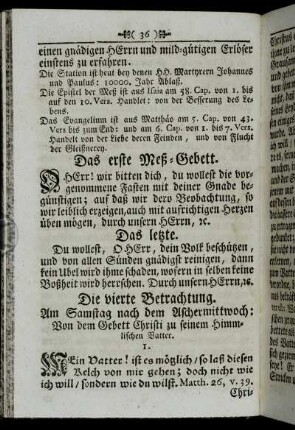 ( 36 )
einen gnädigen HErrn und mild-gütigen Erlöser
einstens zu erfahren.
Die Station ist heut bey denen H.H. Martyrern Johannes
und Paulus: 10000. Jahr Ablaß.
Die Epistel der Meß ist aus Isaia am 58. Cap. von 1. bis
auf den 10. Vers. Handlet: von der Besserung des Le-
bens.
Das Evangelium ist aus Matthäo am 5. Cap. von 43.
Vers bis zum End: und am 6. Cap. von 1. bis 7. Vers.
Handelt von der Liebe deren Feinden, und von Flucht
der Gleißnerey.
Das erste Meß-Gebett.
O HErr! wir bitten dich, du wollest die vor-
genommene Fasten mit deiner Gnade be-
günstigen; auf daß wir dero Beobachtung, so
wir leiblich erzeigen, auch mit aufrichtigen Herzen
üben mögen, durch unsern HErrn, ꝛc.
Das letzte.
Du wollest, O HErr, dein Volk beschützen,
und von allen Sünden gnädigst reinigen, dann
kein Ubel wird ihme schaden, wofern in selben keine
Boßheit wird herrschen. Durch unsern HErrn, ꝛc.
Die vierte Betrachtung.
Am Samstag nach dem Aschermittwoch:
Von dem Gebett Christi zu seinem Himm-
lischen Vatter.
1.
MEin Vatter! ist es möglich / so laß diesen
Kelch von mir gehen; doch nicht wie
ich will / sondern wie du wilst. Matth. 26, v. 39.
Chri-